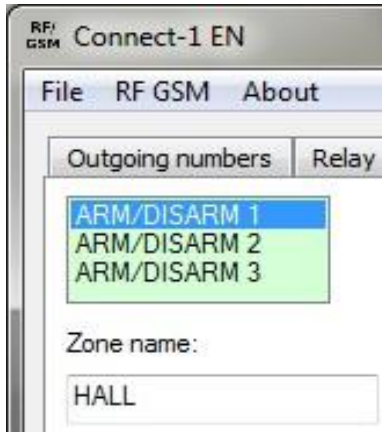 RF/
GSM Connect-1 EN
File RF GSM About
Outgoing numbers Relay
ARM/DISARM 1
ARM/DISARM 2
ARM/DISARM 3
Zone name:
HALL